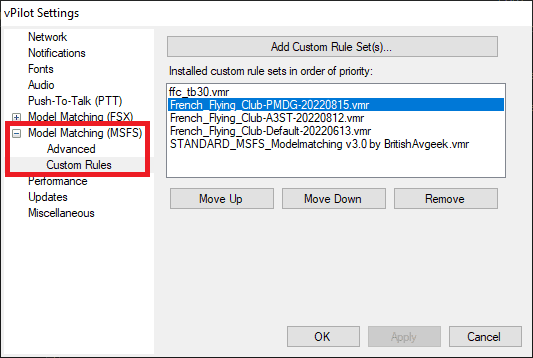 vPilot Settings
Network
Notifications
Fonts
Audio
Push-To-Talk (PTT)
Model Matching (FSX)
Model Matching (MSFS)
Advanced
Custom Rules
Performance
Updates
Miscellaneous
Add Custom Rule Set(s)...
Installed custom rule sets in order of priority:
ffc_tb30.vmr
French_Flying_Club-PMDG-20220815.vmr
French_Flying_Club-A3ST-20220812.vmr
French_Flying_Club-Default-20220613.vmr
STANDARD_MSFS_Modelmatching v3.0 by BritishAvgeek.vmr
Move Up
Move Down
Remove
OK
Apply
Cancel